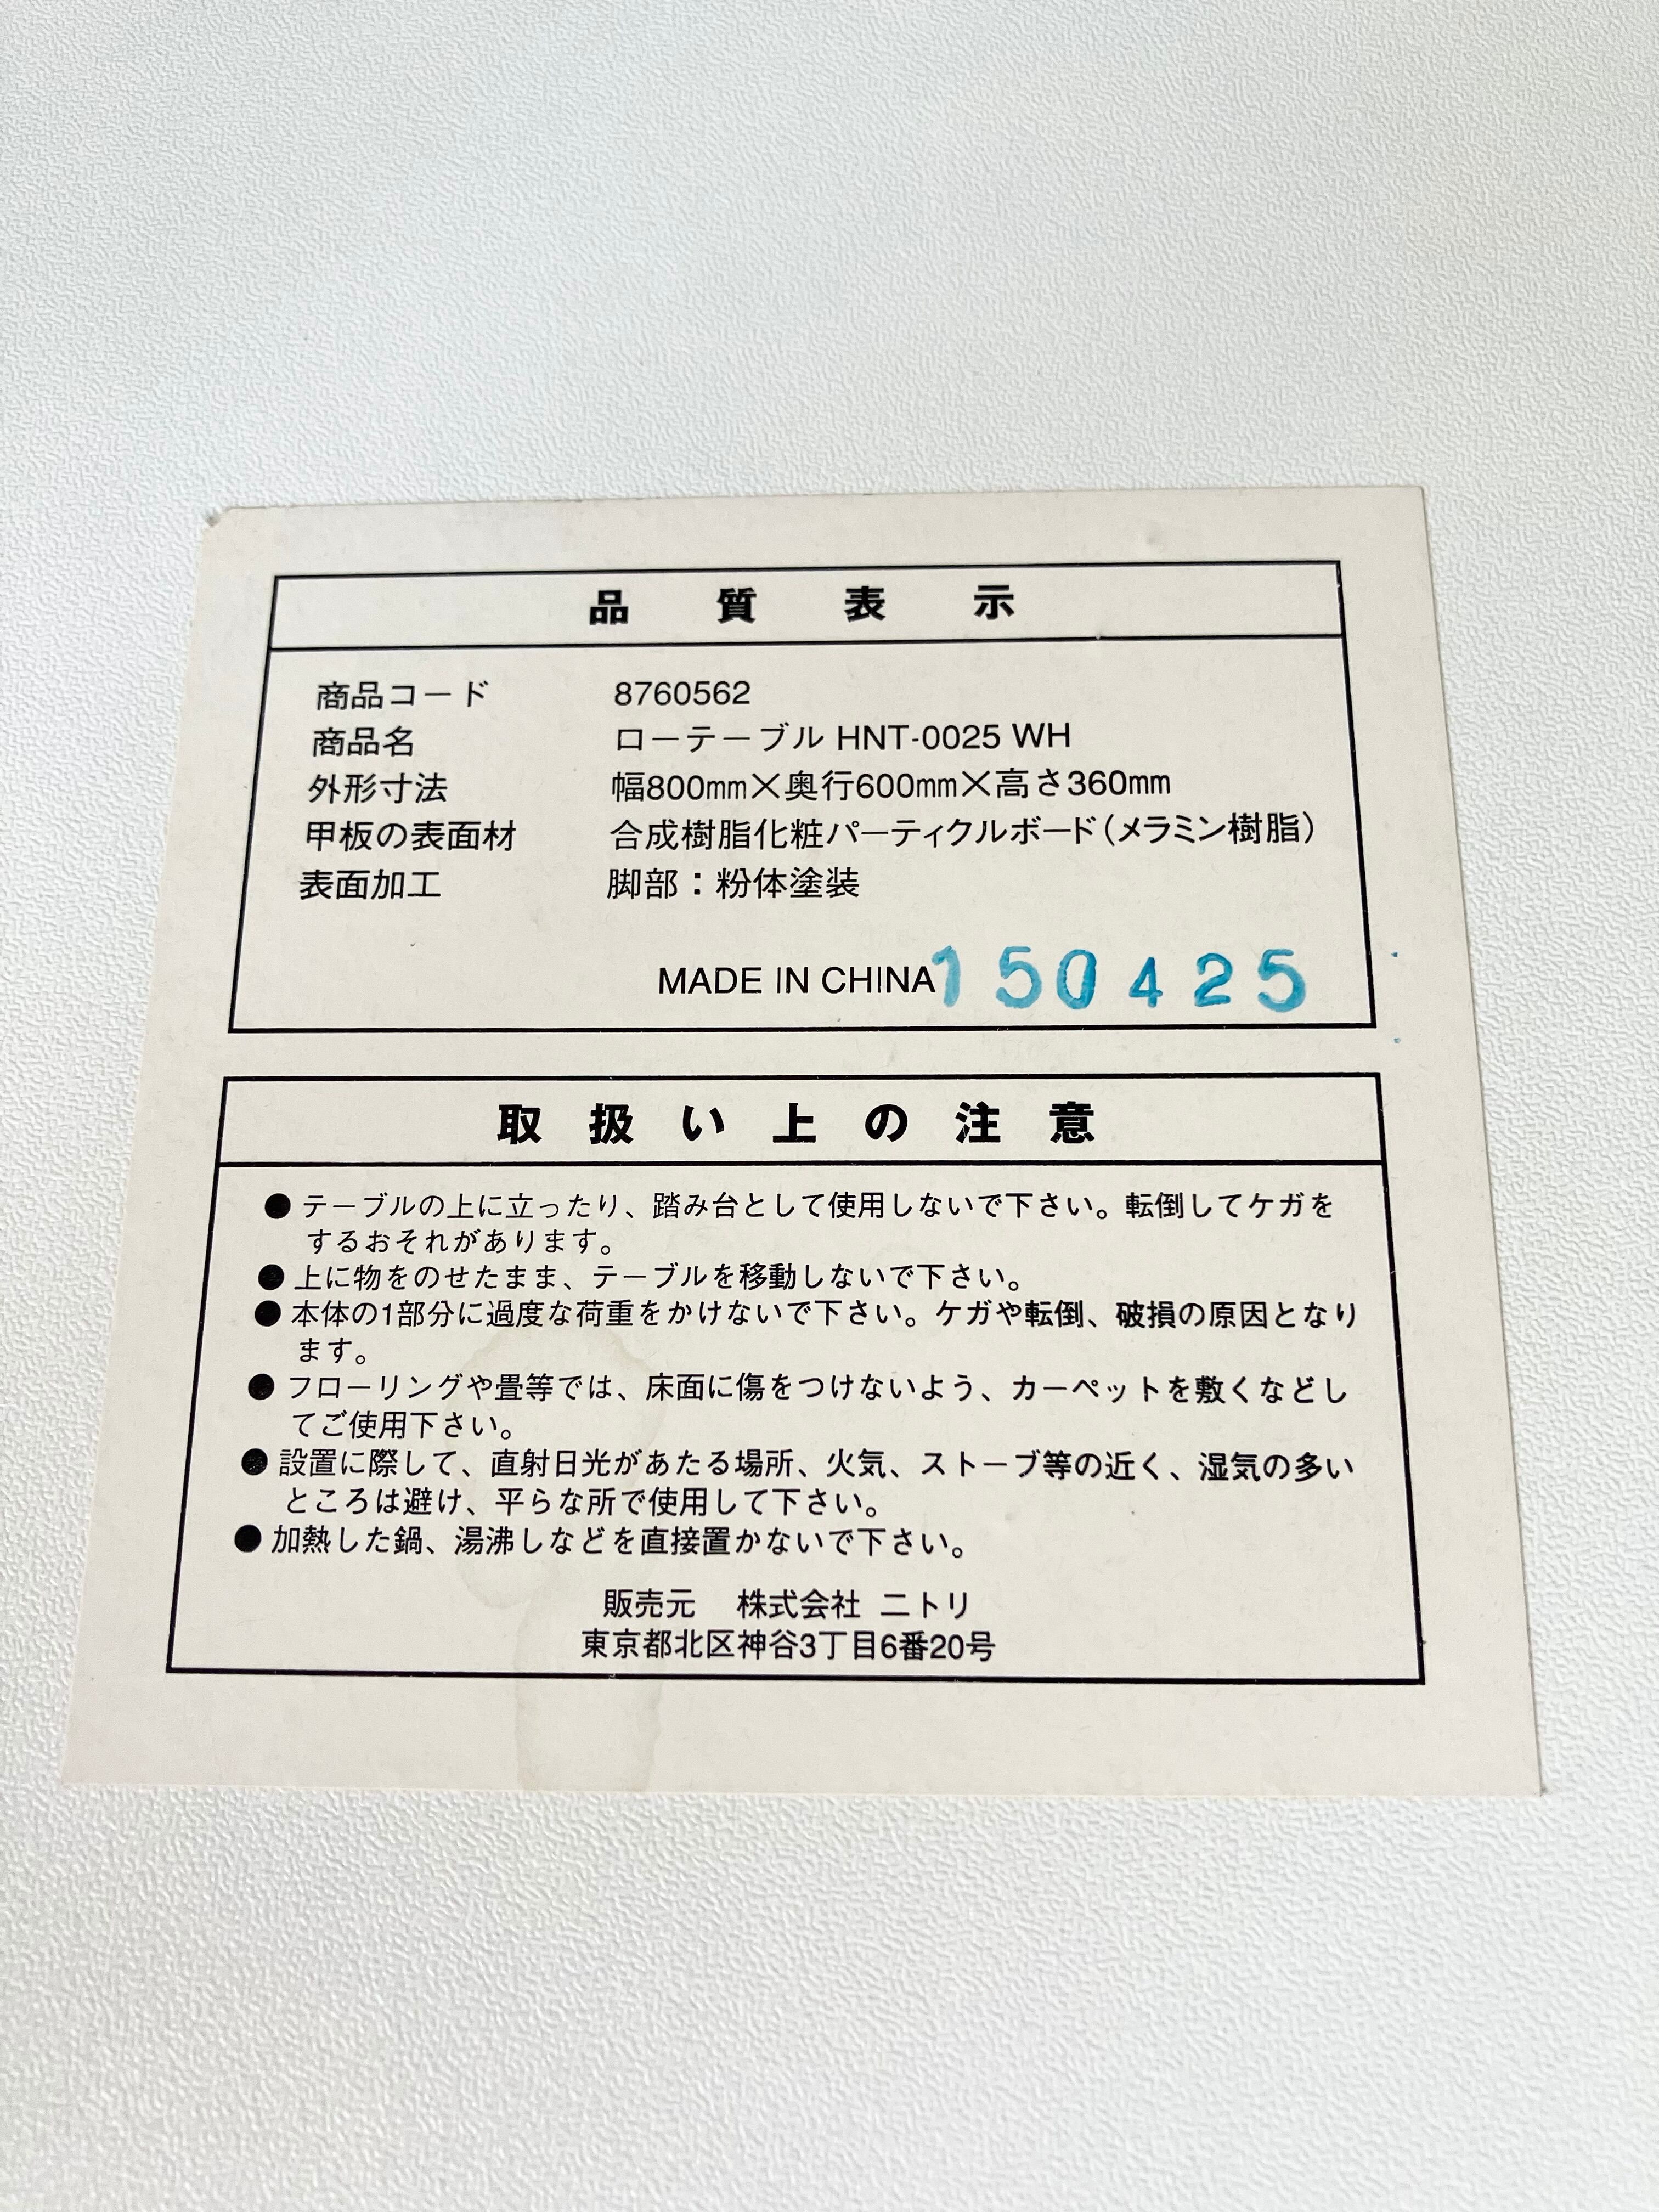 品質表示
商品コード 8760562
商品名 ローテーブル HNT-0025 WH
外形寸法 幅800mm×奥行600mm×高さ360mm
甲板の表面材 合成樹脂化粧パーティクルボード(メラミン樹脂)
表面加工 脚部：粉体塗装
MADE IN CHINA 150425
取扱い上の注意
●テーブルの上に立ったり、踏み台として使用しないで下さい。転倒してケガを
するおそれがあります。
●上に物をのせたまま、テーブルを移動しないで下さい。
●本体の1部分に過度な荷重をかけないで下さい。ケガや転倒、破損の原因となり
ます。
●フローリングや畳等では、床面に傷をつけないよう、カーペットを敷くなどし
てご使用下さい。
●設置に際して、直射日光があたる場所、火気、ストーブ等の近く、湿気の多い
ところは避け、平らな所で使用して下さい。
●加熱した鍋、湯沸しなどを直接置かないで下さい。
販売元 株式会社 ニトリ
東京都北区神谷3丁目6番20号